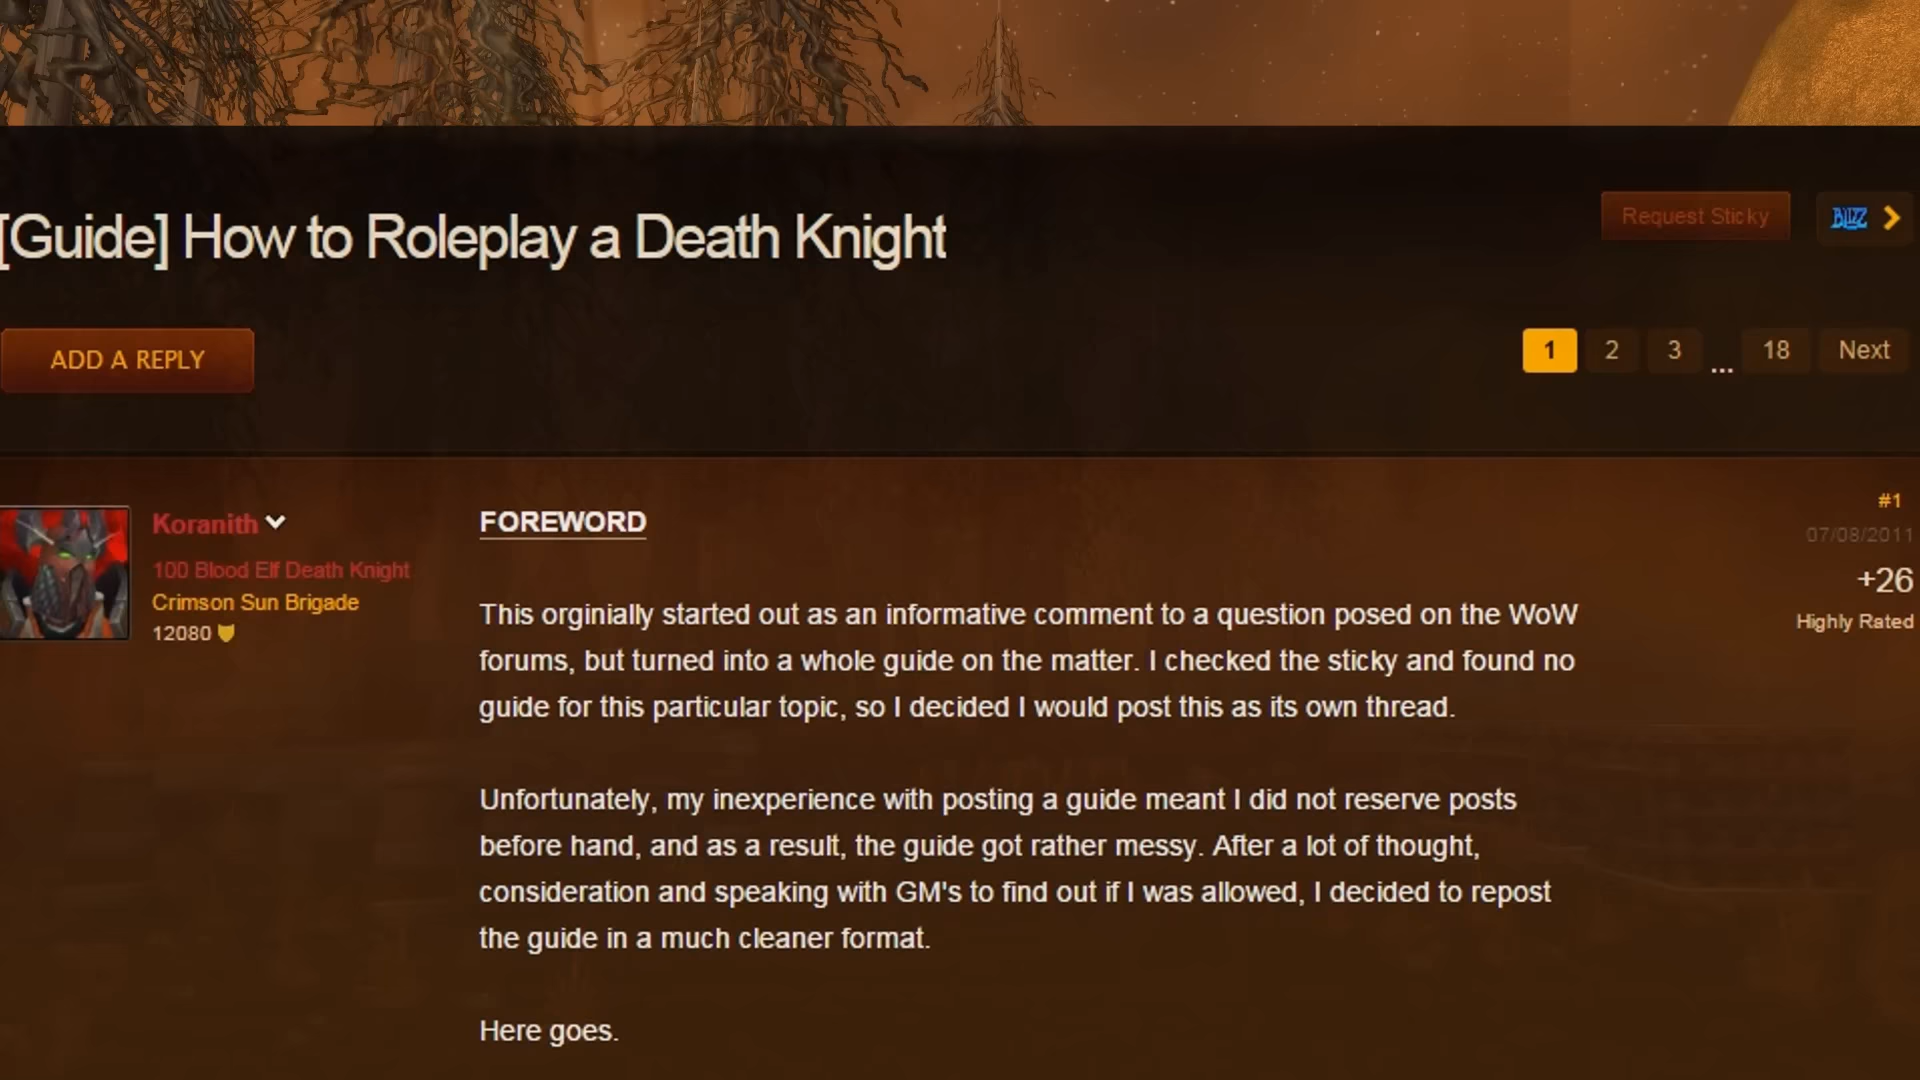 [Guide] How to Roleplay a Death Knight
Request Sticky
BLIZZ
ADD A REPLY
1 2 3 ... 18 Next
Koranith
100 Blood Elf Death Knight
Crimson Sun Brigade
12080
FOREWORD
This orginially started out as an informative comment to a question posed on the WoW
forums, but turned into a whole guide on the matter. I checked the sticky and found no
guide for this particular topic, so I decided I would post this as its own thread.
Unfortunately, my inexperience with posting a guide meant I did not reserve posts
before hand, and as a result, the guide got rather messy. After a lot of thought,
consideration and speaking with GM's to find out if I was allowed, I decided to repost
the guide in a much cleaner format.
Here goes.
#1
07/08/2011
+26
Highly Rated